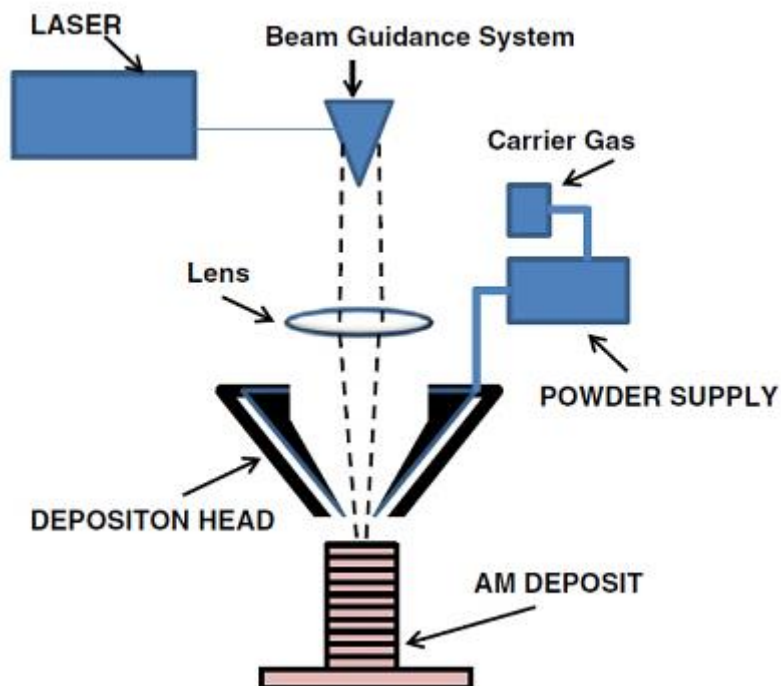 LASER
Beam Guidance System
Carrier Gas
Lens
POWDER SUPPLY
DEPOSITON HEAD
AM DEPOSIT